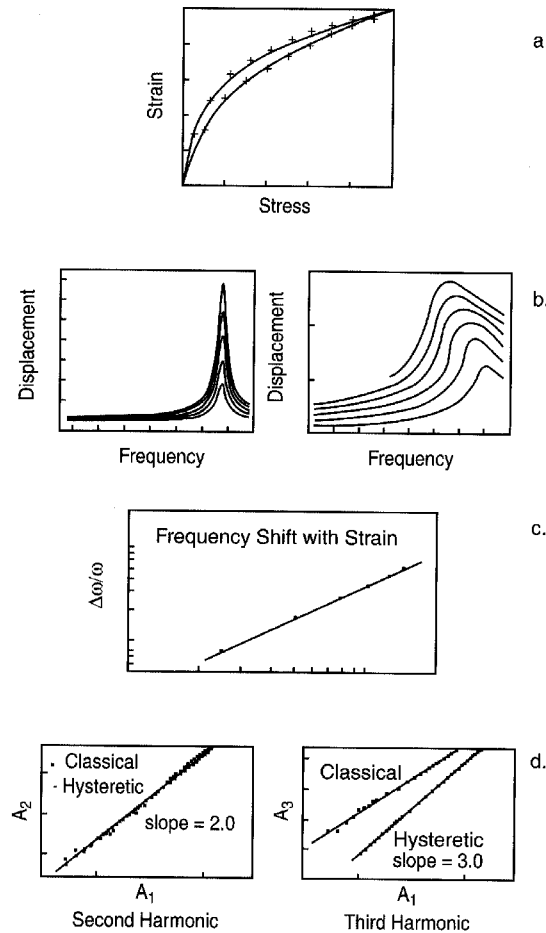 a
Strain
Stress
b.
Displacement
Frequency
Displacement
Frequency
c.
Frequency Shift with Strain
Δω/ω
d.
Classical
Hysteretic
slope = 2.0
A₂
A₁
Second Harmonic
Classical
Hysteretic
slope = 3.0
A₃
A₁
Third Harmonic